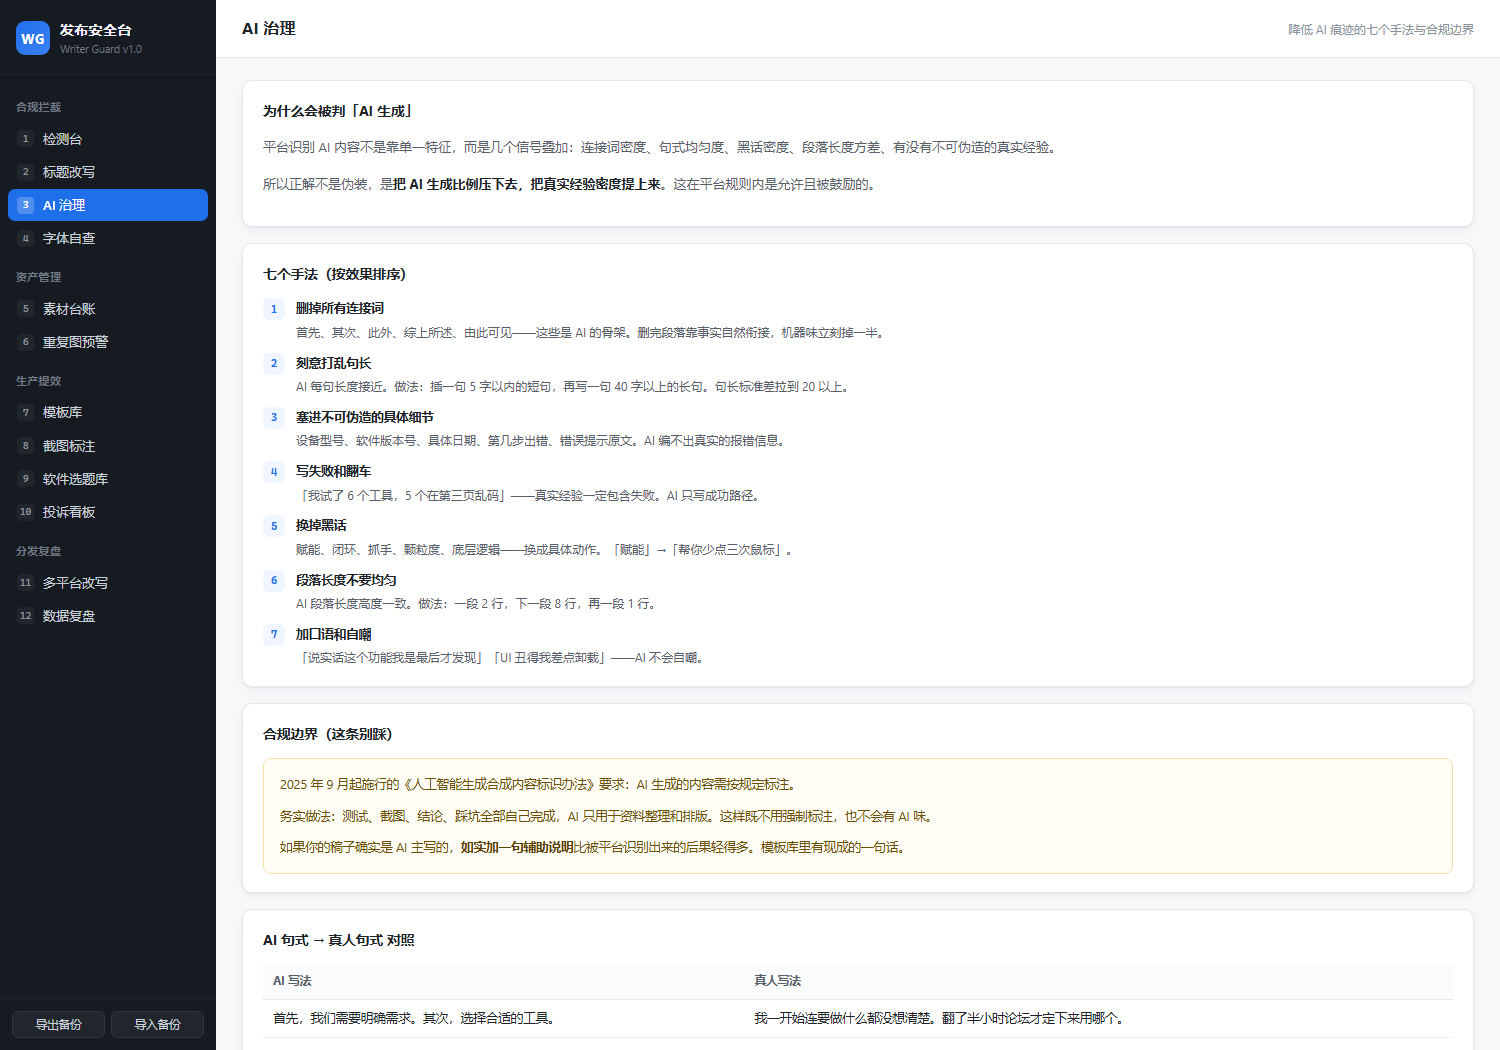 WG
发布安全台
Writer Guard v1.0
合规拦截
1 检测台
2 标题改写
3 AI 治理
4 字体自查
资产管理
5 素材台账
6 重复图预警
生产提效
7 模板库
8 截图标注
9 软件选题库
10 投诉看板
分发复盘
11 多平台改写
12 数据复盘
导出备份 导入备份
AI 治理
降低 AI 痕迹的七个手法与合规边界
为什么会被判「AI 生成」
平台识别 AI 内容不是靠单一特征，而是几个信号叠加：连接词密度、句式均匀度、黑话密度、段落长度方差、有没有不可伪造的真实经验。
所以正解不是伪装，是把 AI 生成比例压下去，把真实经验密度提上来。这在平台规则内是允许且被鼓励的。
七个手法（按效果排序）
1 删掉所有连接词
首先、其次、此外、综上所述、由此可见——这些是 AI 的骨架。删完段落靠事实自然衔接，机器味立刻掉一半。
2 刻意打乱句长
AI 每句长度接近。做法：插一句 5 字以内的短句，再写一句 40 字以上的长句。句长标准差拉到 20 以上。
3 塞进不可伪造的具体细节
设备型号、软件版本号、具体日期、第几步出错、错误提示原文。AI 编不出真实的报错信息。
4 写失败和翻车
「我试了 6 个工具，5 个在第三页乱码」——真实经验一定包含失败。AI 只写成功路径。
5 换掉黑话
赋能、闭环、抓手、颗粒度、底层逻辑——换成具体动作。「赋能」→「帮你少点三次鼠标」。
6 段落长度不要均匀
AI 段落长度高度一致。做法：一段 2 行，下一段 8 行，再一段 1 行。
7 加口语和自嘲
「说实话这个功能我是最后才发现」「UI 丑得我差点卸载」——AI 不会自嘲。
合规边界（这条别踩）
2025 年 9 月起施行的《人工智能生成合成内容标识办法》要求：AI 生成的内容需按规定标注。
务实做法：测试、截图、结论、踩坑全部自己完成，AI 只用于资料整理和排版。这样既不用强制标注，也不会有 AI 味。
如果你的稿子确实是 AI 主写的，如实加一句辅助说明比被平台识别出来的后果轻得多。模板库里有现成的一句话。
AI 句式 → 真人句式 对照
AI 写法 真人写法
首先，我们需要明确需求。其次，选择合适的工具。 我一开始连要做什么都没想清楚。翻了半小时论坛才定下来用哪个。